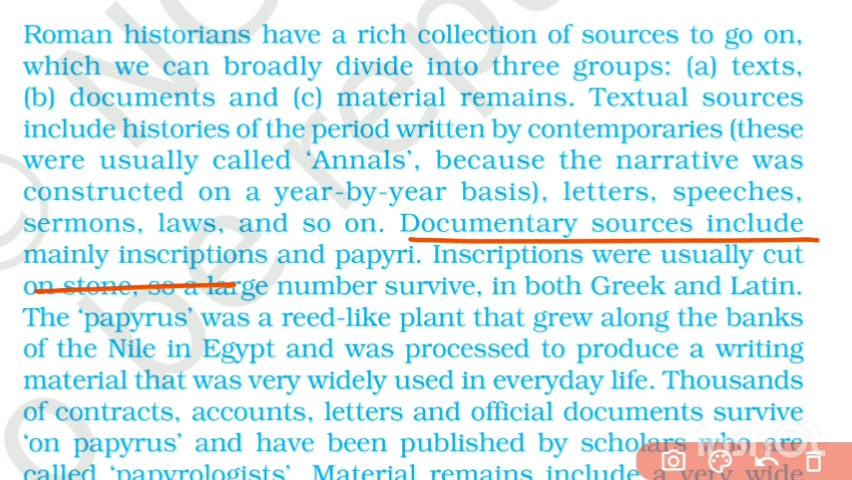 Roman historians have a rich collection of sources to go on,
which we can broadly divide into three groups: (a) texts,
(b) documents and (c) material remains. Textual sources
include histories of the period written by contemporaries (these
were usually called ‘Annals’, because the narrative was
constructed on a year-by-year basis), letters, speeches,
sermons, laws, and so on. Documentary sources include
mainly inscriptions and papyri. Inscriptions were usually cut
on stone, so a large number survive, in both Greek and Latin.
The ‘papyrus’ was a reed-like plant that grew along the banks
of the Nile in Egypt and was processed to produce a writing
material that was very widely used in everyday life. Thousands
of contracts, accounts, letters and official documents survive
‘on papyrus’ and have been published by scholars who are
called ‘papyrologists’. Material remains include a very wide